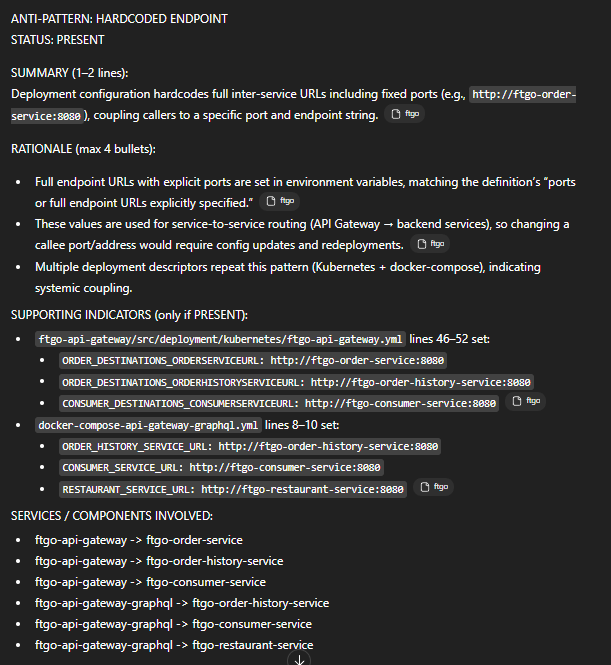 ANTI-PATTERN: HARDCODED ENDPOINT
STATUS: PRESENT
SUMMARY (1–2 lines):
Deployment configuration hardcodes full inter-service URLs including fixed ports (e.g., http://ftgo-order-
service:8080), coupling callers to a specific port and endpoint string. ftgo
RATIONALE (max 4 bullets):
• Full endpoint URLs with explicit ports are set in environment variables, matching the definition's “ports
or full endpoint URLs explicitly specified.” ftgo
• These values are used for service-to-service routing (API Gateway → backend services), so changing a
callee port/address would require config updates and redeployments. ftgo
• Multiple deployment descriptors repeat this pattern (Kubernetes + docker-compose), indicating
systemic coupling.
SUPPORTING INDICATORS (only if PRESENT):
• ftgo-api-gateway/src/deployment/kubernetes/ftgo-api-gateway.yml lines 46–52 set:
• ORDER_DESTINATIONS_ORDERSERVICEURL: http://ftgo-order-service:8080
• ORDER_DESTINATIONS_ORDERHISTORYSERVICEURL: http://ftgo-order-history-service:8080
• CONSUMER_DESTINATIONS_CONSUMERSERVICEURL: http://ftgo-consumer-service:8080 ftgo
• docker-compose-api-gateway-graphql.yml lines 8–10 set:
• ORDER_HISTORY_SERVICE_URL: http://ftgo-order-history-service:8080
• CONSUMER_SERVICE_URL: http://ftgo-consumer-service:8080
• RESTAURANT_SERVICE_URL: http://ftgo-restaurant-service:8080 ftgo
SERVICES / COMPONENTS INVOLVED:
• ftgo-api-gateway -> ftgo-order-service
• ftgo-api-gateway -> ftgo-order-history-service
• ftgo-api-gateway -> ftgo-consumer-service
• ftgo-api-gateway-graphql -> ftgo-order-history-service
• ftgo-api-gateway-graphql -> ftgo-consumer-service
• ftgo-api-gateway-graphql -> ftgo-restaurant-service